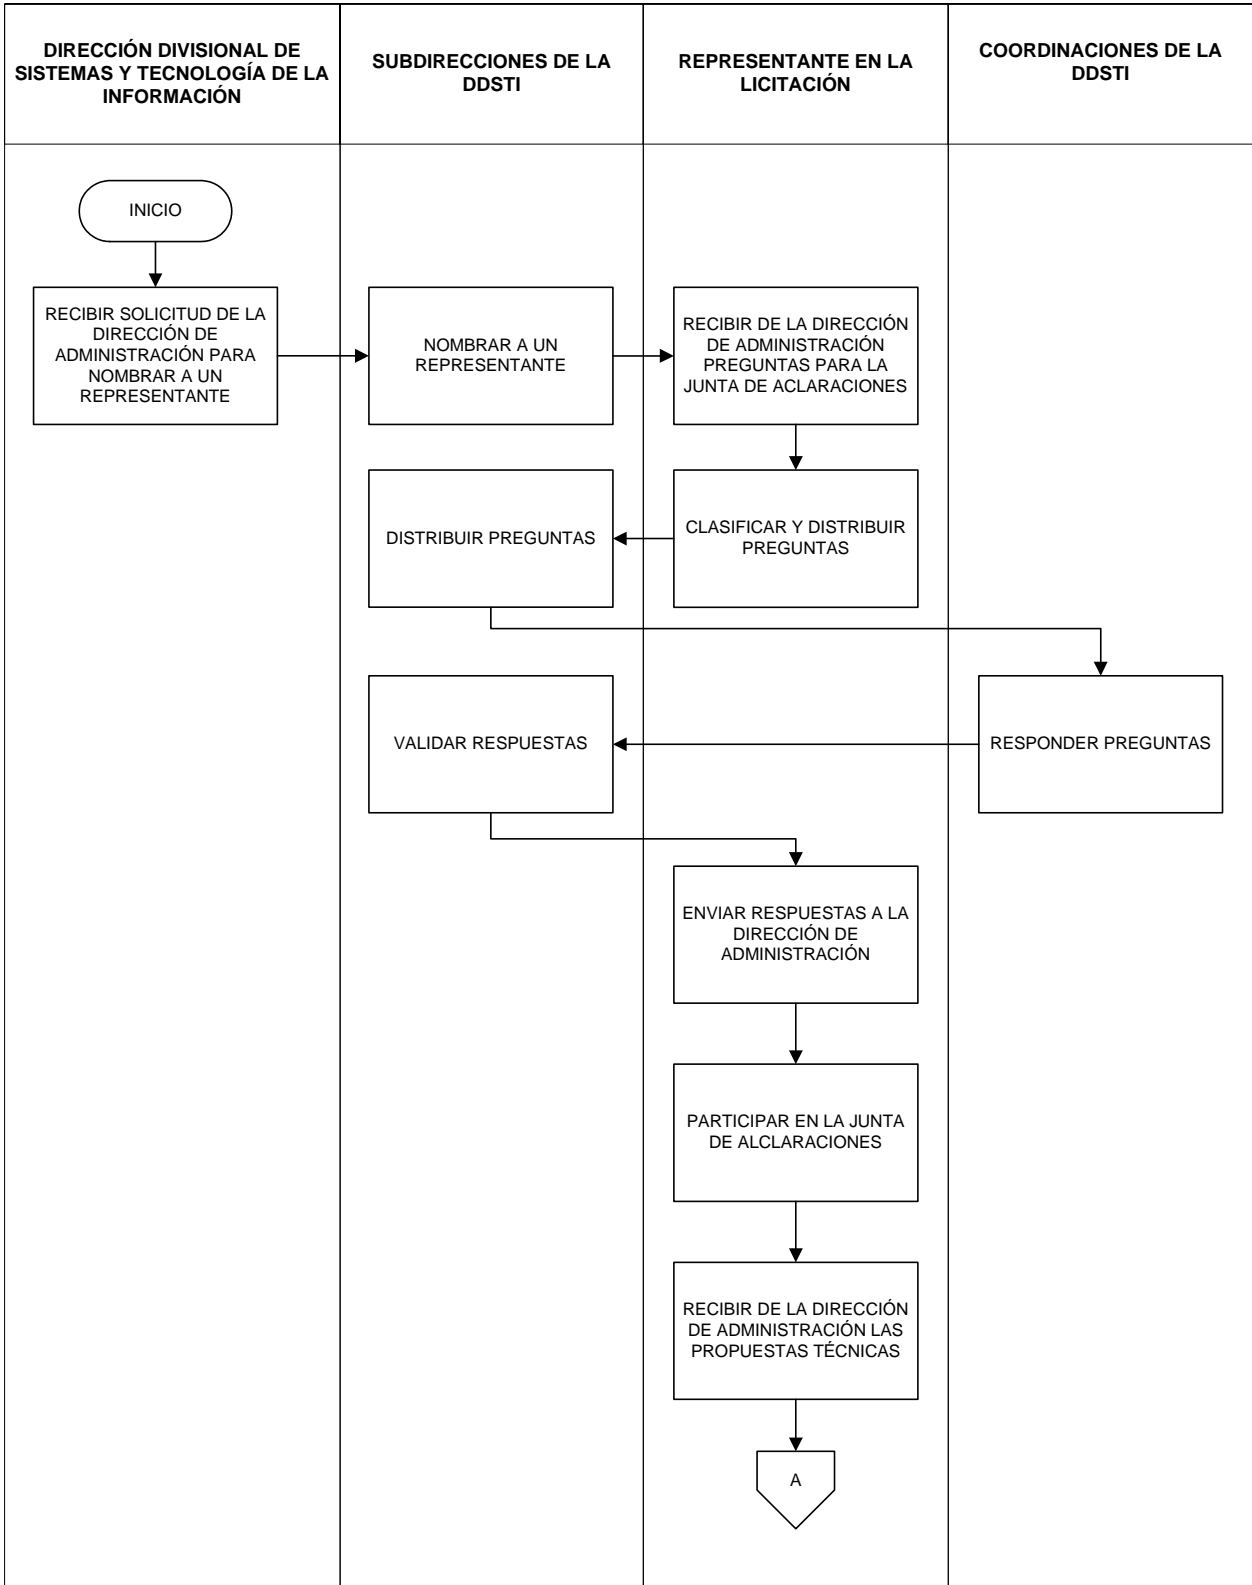 DIRECCIÓN DIVISIONAL DE
SISTEMAS Y TECNOLOGÍA DE LA
INFORMACIÓN
SUBDIRECCIONES DE LA
DDSTI
REPRESENTANTE EN LA
LICITACIÓN
COORDINACIONES DE LA
DDSTI
INICIO
RECIBIR SOLICITUD DE LA
DIRECCIÓN DE
ADMINISTRACIÓN PARA
NOMBRAR A UN
REPRESENTANTE
NOMBRAR A UN
REPRESENTANTE
RECIBIR DE LA DIRECCIÓN
DE ADMINISTRACIÓN
PREGUNTAS PARA LA
JUNTA DE ACLARACIONES
DISTRIBUIR PREGUNTAS
CLASIFICAR Y DISTRIBUIR
PREGUNTAS
VALIDAR RESPUESTAS
RESPONDER PREGUNTAS
ENVIAR RESPUESTAS A LA
DIRECCIÓN DE
ADMINISTRACIÓN
PARTICIPAR EN LA JUNTA
DE ALCLARACIONES
RECIBIR DE LA DIRECCIÓN
DE ADMINISTRACIÓN LAS
PROPUESTAS TÉCNICAS
A